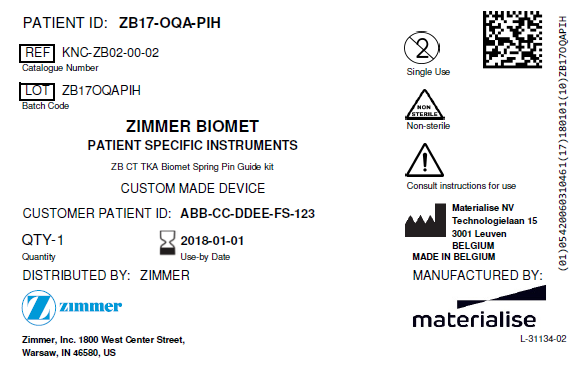 PATIENT ID: ZB17-OQA-PIH
REF KNC-ZB02-00-02
Catalogue Number
LOT ZB17OQAPIH
Batch Code
ZIMMER BIOMET
PATIENT SPECIFIC INSTRUMENTS
ZB CT TKA Biomet Spring Pin Guide kit
CUSTOM MADE DEVICE
CUSTOMER PATIENT ID: ABB-CC-DDEE-FS-123
QTY-1
Quantity
2018-01-01
Use-by Date
DISTRIBUTED BY: ZIMMER
Z zimmer
Zimmer, Inc. 1800 West Center Street,
Warsaw, IN 46580, US
2
Single Use
NON
STERILE
Non-sterile
Consult instructions for use
Materialise NV
Technologielaan 15
3001 Leuven
BELGIUM
MADE IN BELGIUM
MANUFACTURED BY:
materialise
L-31134-02
(01)05420060310461(17)180101(10)ZB17OQAPIH